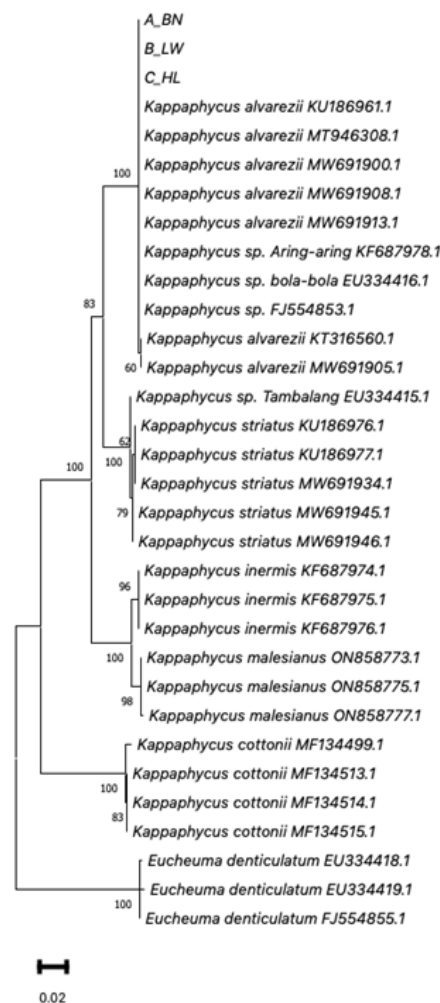 A_BN
B_LW
C_HL
Kappaphycus alvarezii KU186961.1
Kappaphycus alvarezii MT946308.1
Kappaphycus alvarezii MW691900.1
100
Kappaphycus alvarezii MW691908.1
Kappaphycus alvarezii MW691913.1
Kappaphycus sp. Aring-aring KF687978.1
Kappaphycus sp. bola-bola EU334416.1
83
Kappaphycus sp. FJ554853.1
Kappaphycus alvarezii KT316560.1
60
Kappaphycus alvarezii MW691905.1
Kappaphycus sp. Tambalang EU334415.1
Kappaphycus striatus KU186976.1
62
Kappaphycus striatus KU186977.1
100
100
Kappaphycus striatus MW691934.1
79
Kappaphycus striatus MW691945.1
Kappaphycus striatus MW691946.1
Kappaphycus inermis KF687974.1
96
Kappaphycus inermis KF687975.1
Kappaphycus inermis KF687976.1
100
Kappaphycus malesianus ON858773.1
Kappaphycus malesianus ON858775.1
98
Kappaphycus malesianus ON858777.1
Kappaphycus cottonii MF134499.1
Kappaphycus cottonii MF134513.1
100
Kappaphycus cottonii MF134514.1
83
Kappaphycus cottonii MF134515.1
Eucheuma denticulatum EU334418.1
Eucheuma denticulatum EU334419.1
100
Eucheuma denticulatum FJ554855.1
0.02